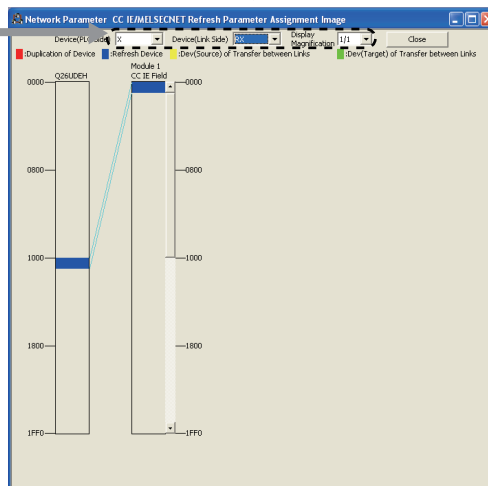 Network Parameter CC IE/MELSECNET Refresh Parameter Assignment Image
Device(PLC Side) X Device(Link Side) RX Display Magnification 1/1 Close
:Duplication of Device :Refresh Device :Dev(Source) of Transfer between Links :Dev(Target) of Transfer between Links
Module 1
Q26UDEH CC IE Field
0000 0000
0800 0800
1000 1000
1800 1800
1FF0 1FF0